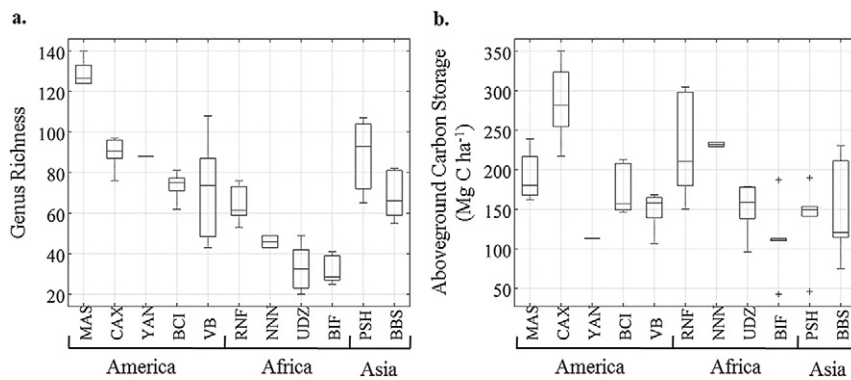 a.
Genus Richness
140
120
100
80
60
40
20
MAS CAX YAN BCI VB RNF NNN UDZ BIF PSH BBS
America Africa Asia
b.
Aboveground Carbon Storage
(Mg C ha⁻¹)
350
300
250
200
150
100
50
MAS CAX YAN BCI VB RNF NNN UDZ BIF PSH BBS
America Africa Asia